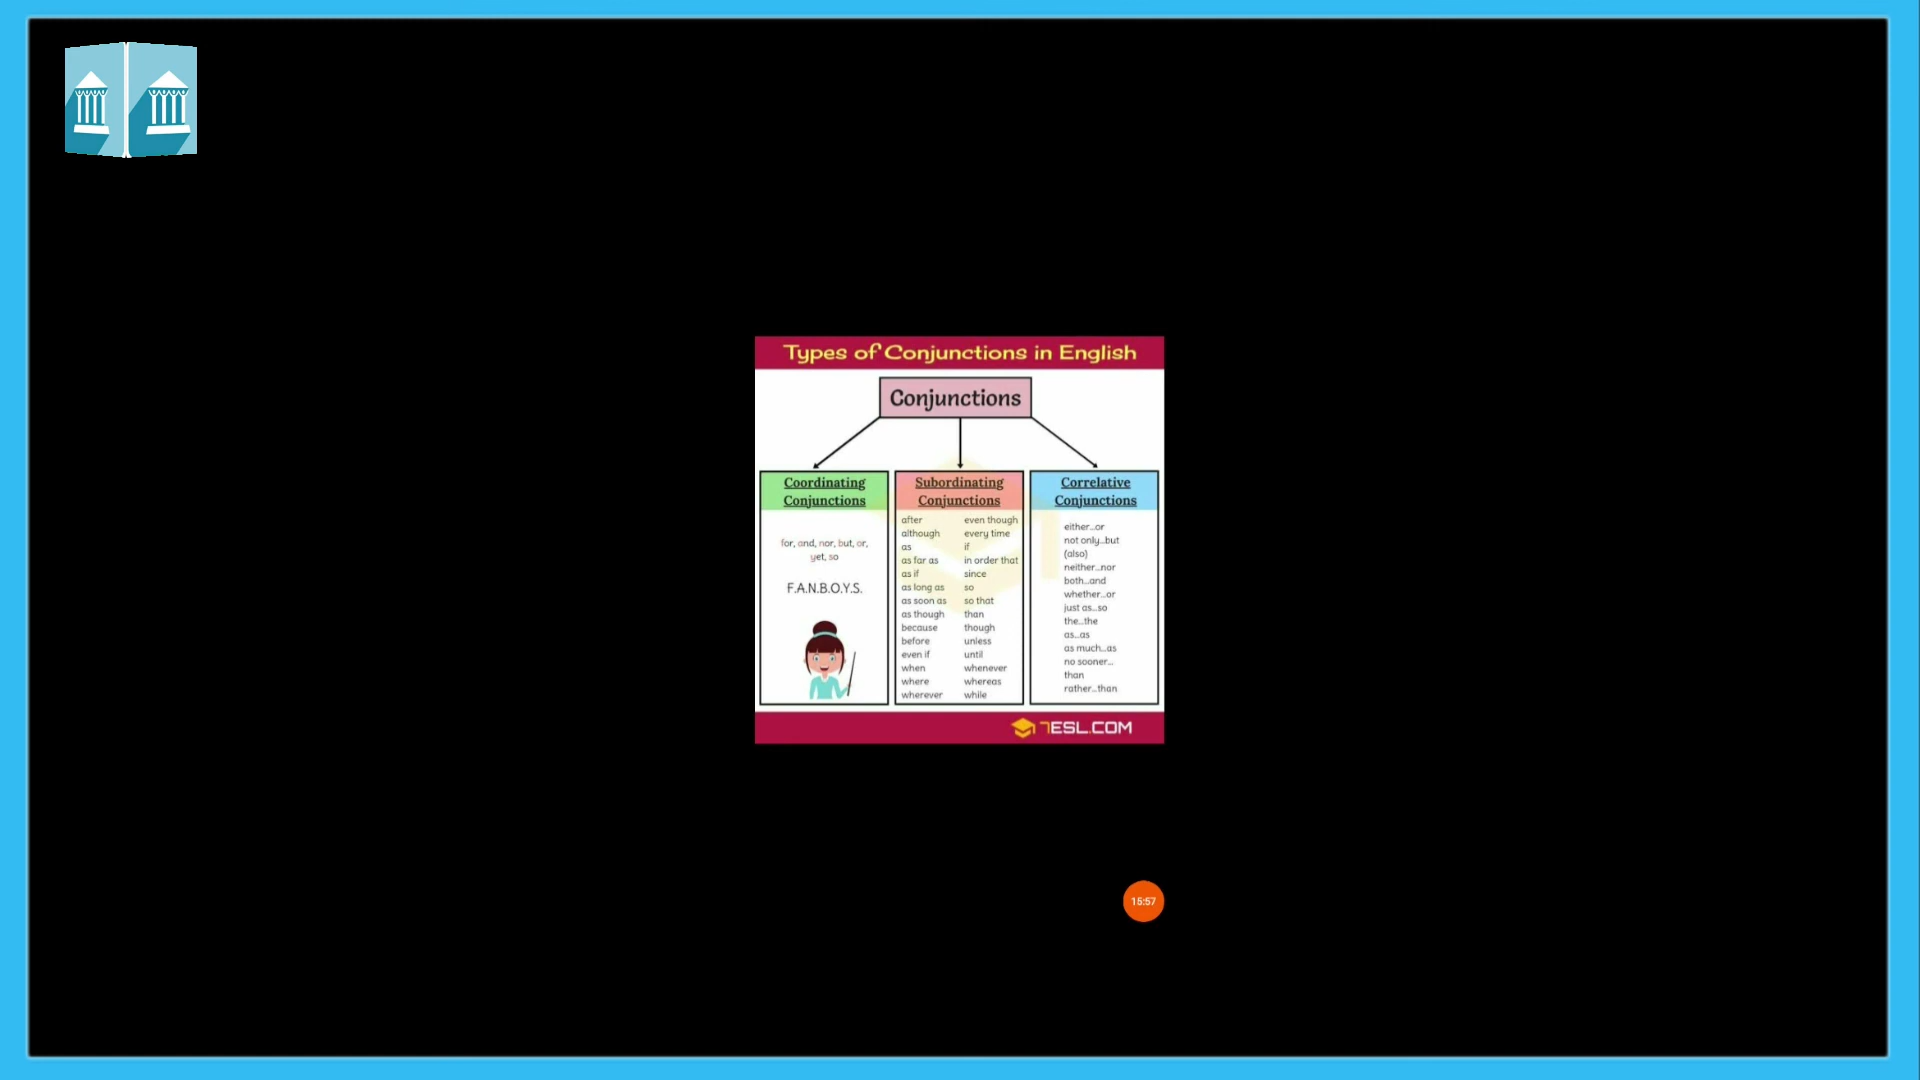 Types of Conjunctions in English
Conjunctions
Coordinating
Conjunctions
for, and, nor, but, or,
yet, so
F.A.N.B.O.Y.S.
Subordinating
Conjunctions
after
although
as
as far as
as if
as long as
as soon as
as though
because
before
even if
when
where
wherever
even though
every time
if
in order that
since
so
so that
than
though
unless
until
whenever
whereas
while
Correlative
Conjunctions
either...or
not only...but
(also)
neither...nor
both...and
whether...or
just as...so
the...the
as...as
as much...as
no sooner...
than
rather...than
7ESL.COM
15:57